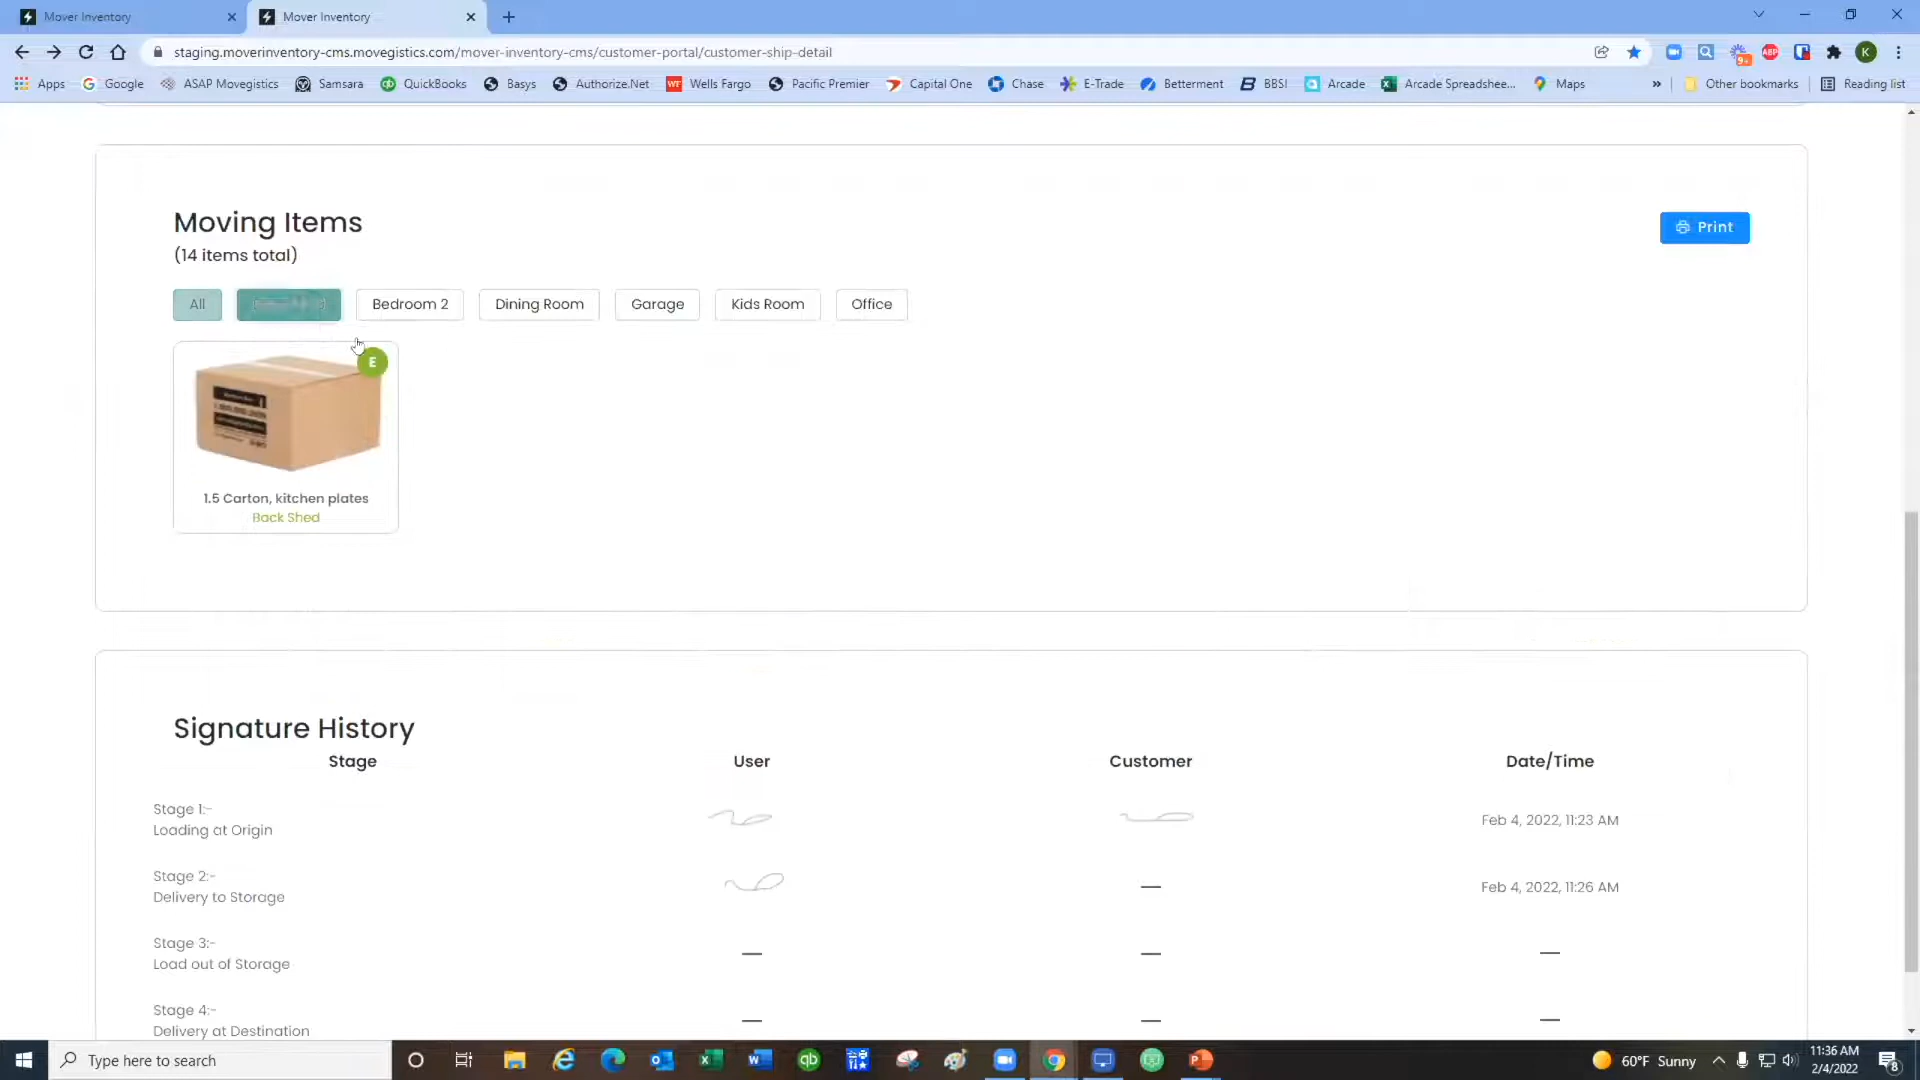 Mover Inventory
Mover Inventory
staging.moverinventory-cms.movegistics.com/mover-inventory-cms/customer-portal/customer-ship-detail
9+
ABP
K
Apps
Google
ASAP Movegistics
Samsara
QuickBooks
Basys
Authorize.Net
Wells Fargo
Pacific Premier
Capital One
Chase
E-Trade
Betterment
BBSI
Arcade
Arcade Spreadshee...
Maps
»
Other bookmarks
Reading list
Moving Items
(14 items total)
Print
All
Bedroom 2
Dining Room
Garage
Kids Room
Office
E
1.5 Carton, kitchen plates
Back Shed
Signature History
Stage
User
Customer
Date/Time
Stage 1:-
Loading at Origin
Feb 4, 2022, 11:23 AM
Stage 2:-
Delivery to Storage
—
Feb 4, 2022, 11:26 AM
Stage 3:-
Load out of Storage
—
—
—
Stage 4:-
Delivery at Destination
—
—
—
Type here to search
60°F Sunny
11:36 AM
2/4/2022
8